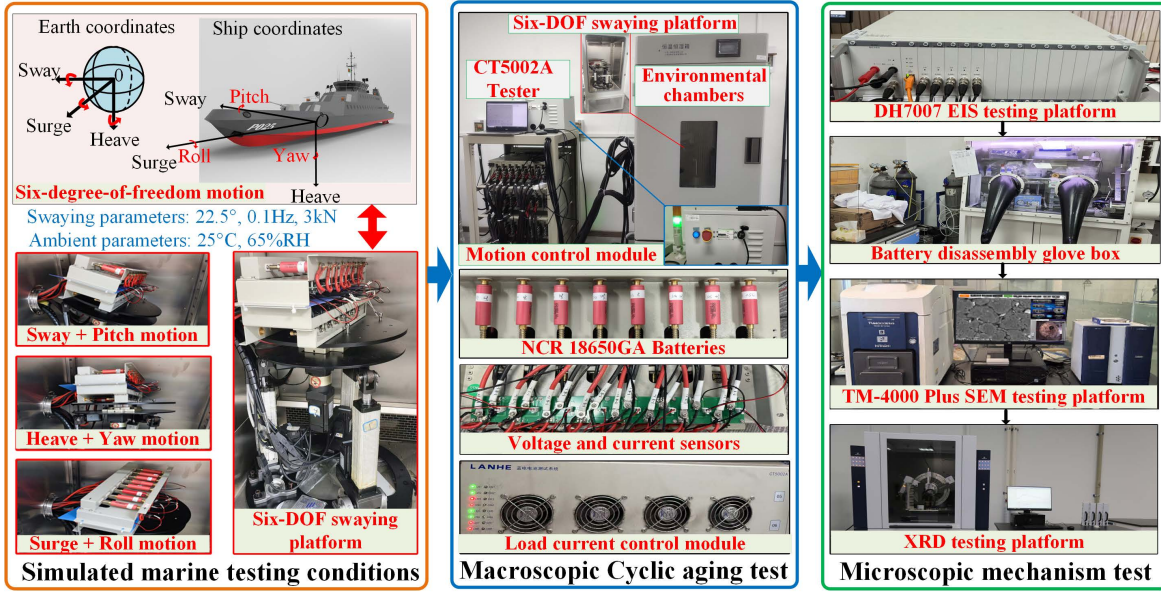 Earth coordinates
Ship coordinates
O
Sway
Surge
Heave
Sway
Pitch
O
P025
Surge
Roll
Yaw
Heave
Six-degree-of-freedom motion
Swaying parameters: 22.5°, 0.1Hz, 3kN
Ambient parameters: 25°C, 65%RH
Sway + Pitch motion
Heave + Yaw motion
Surge + Roll motion
Six-DOF swaying
platform
Simulated marine testing conditions
Six-DOF swaying platform
CT5002A
Tester
Environmental
chambers
Motion control module
NCR 18650GA Batteries
Voltage and current sensors
LANHE
CT5002A
Load current control module
Macroscopic Cyclic aging test
DH7007 EIS testing platform
Battery disassembly glove box
TM-4000 Plus SEM testing platform
XRD testing platform
Microscopic mechanism test